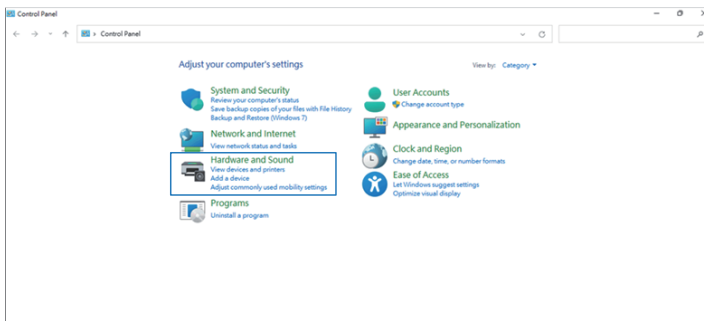 Control Panel
Control Panel
Adjust your computer's settings
View by: Category
System and Security
Review your computer's status
Save backup copies of your files with File History
Backup and Restore (Windows 7)
Network and Internet
View network status and tasks
Hardware and Sound
View devices and printers
Add a device
Adjust commonly used mobility settings
Programs
Uninstall a program
User Accounts
Change account type
Appearance and Personalization
Clock and Region
Change date, time, or number formats
Ease of Access
Let Windows suggest settings
Optimize visual display